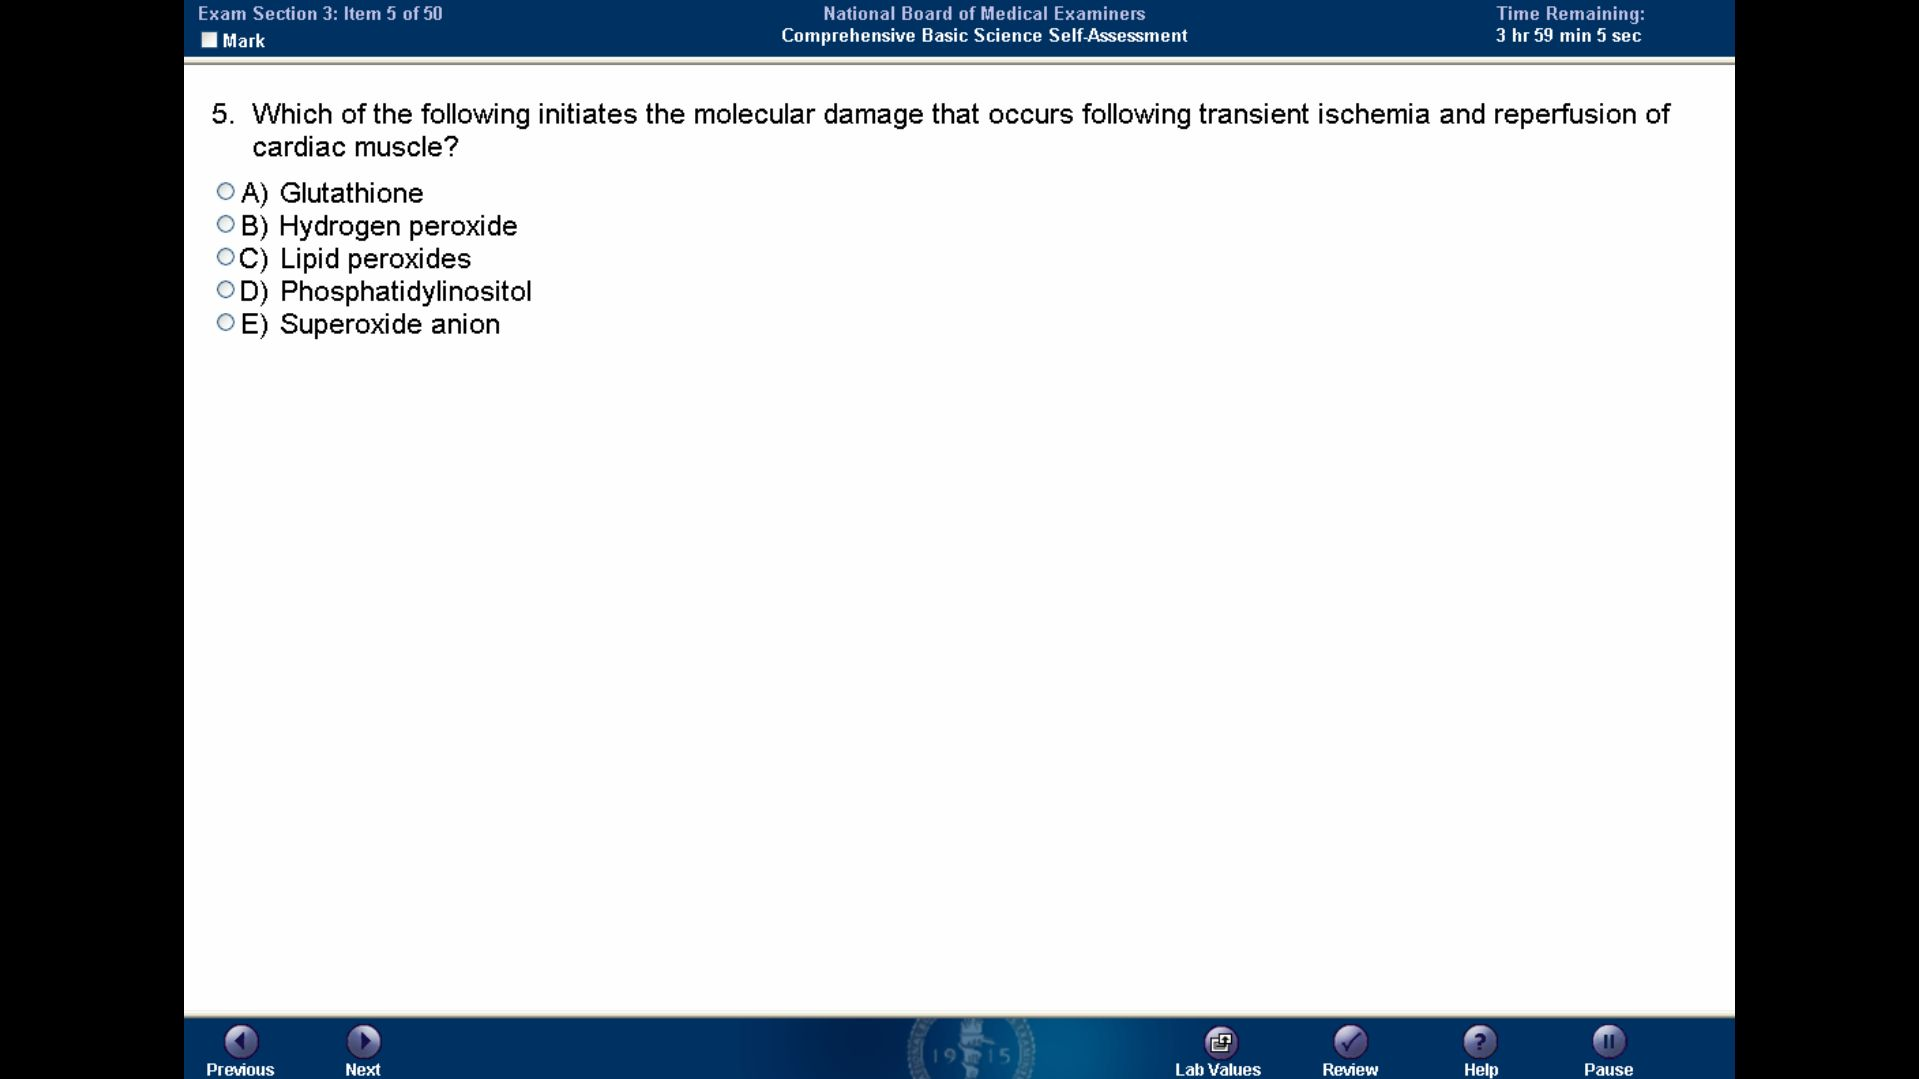 Exam Section 3: Item 5 of 50
National Board of Medical Examiners
Time Remaining:
Mark
Comprehensive Basic Science Self-Assessment
3 hr 59 min 5 sec
5. Which of the following initiates the molecular damage that occurs following transient ischemia and reperfusion of
cardiac muscle?
A) Glutathione
B) Hydrogen peroxide
C) Lipid peroxides
D) Phosphatidylinositol
E) Superoxide anion
19 15
Previous
Next
Lab Values
Review
Help
Pause